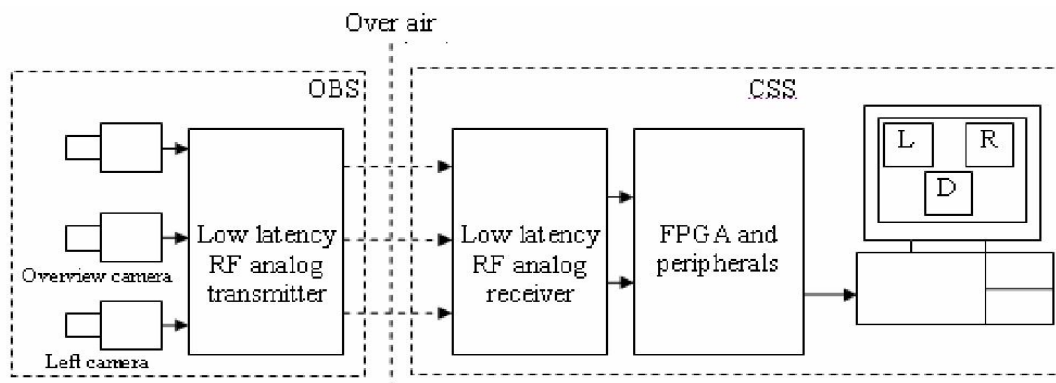 Over air
OBS
CSS
L
R
D
Overview camera
Left camera
Low latency
RF analog
transmitter
Low latency
RF analog
receiver
FPGA and
peripherals